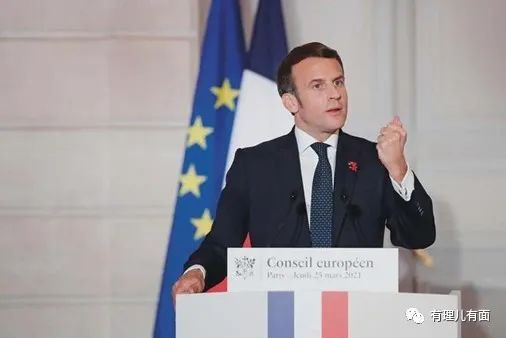 Conseil européen
Paris - Jeudi 25 mars 2021
有理儿有面